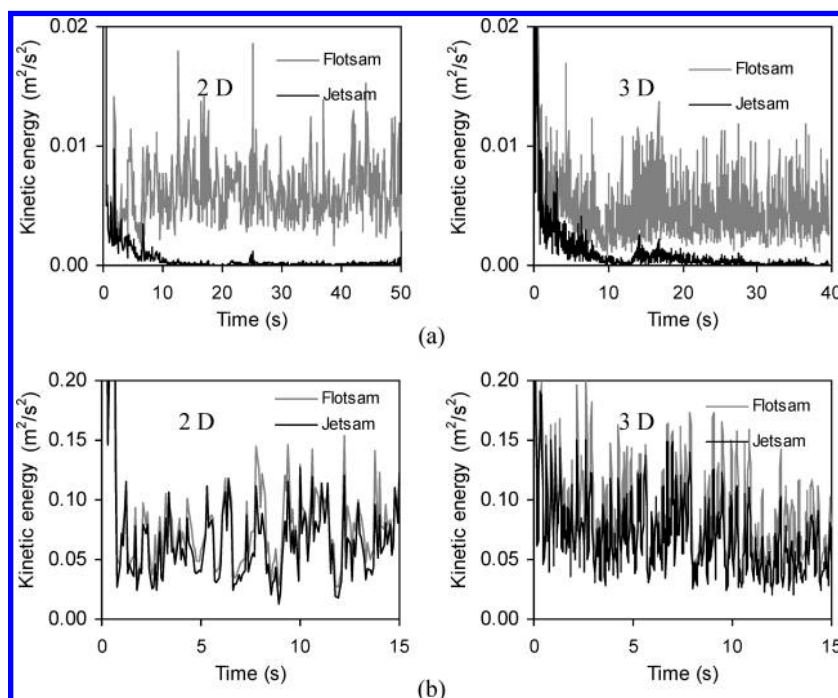 0.02
0.01
0.00
Kinetic energy (m²/s²)
2 D
Flotsam
Jetsam
0 10 20 30 40 50
Time (s)
0.02
0.01
0.00
Kinetic energy (m²/s²)
3 D
Flotsam
Jetsam
0 10 20 30 40
Time (s)
(a)
0.20
0.15
0.10
0.05
0.00
Kinetic energy (m²/s²)
2 D
Flotsam
Jetsam
0 5 10 15
Time (s)
0.20
0.15
0.10
0.05
0.00
Kinetic energy (m²/s²)
3 D
Flotsam
Jetsam
0 5 10 15
Time (s)
(b)